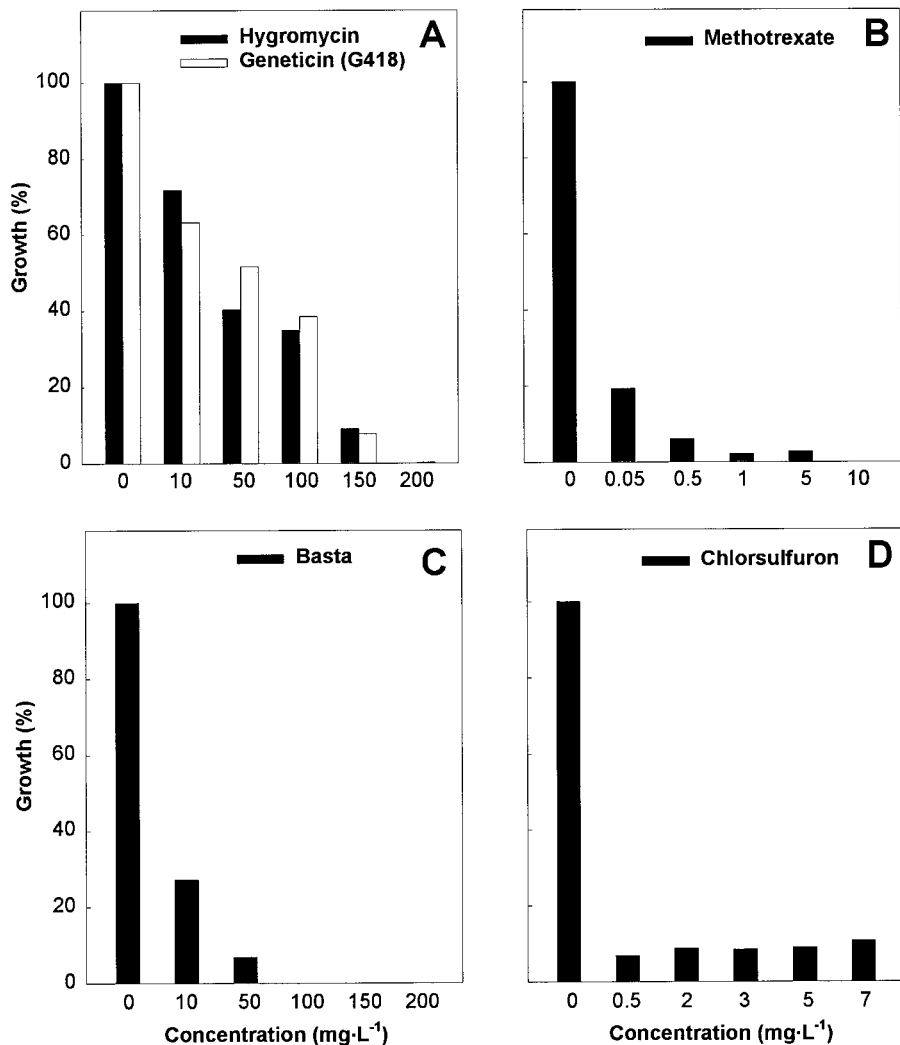 A
Hygromycin
Geneticin (G418)
100
80
60
40
20
0
Growth (%)
0 10 50 100 150 200
B
Methotrexate
0 0.05 0.5 1 5 10
C
Basta
100
80
60
40
20
0
Growth (%)
0 10 50 100 150 200
Concentration (mg·L⁻¹)
D
Chlorsulfuron
0 0.5 2 3 5 7
Concentration (mg·L⁻¹)